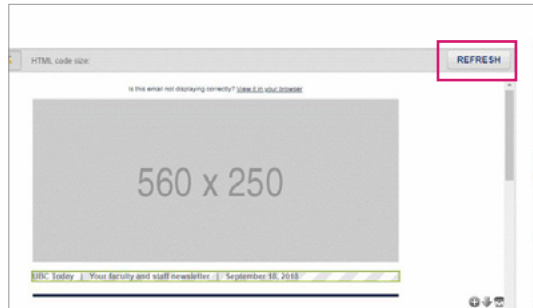 HTML code size:
REFRESH
Is this email not displaying correctly? View it in your browser
560 x 250
UBC Today | Your faculty and staff newsletter | September 18, 2018